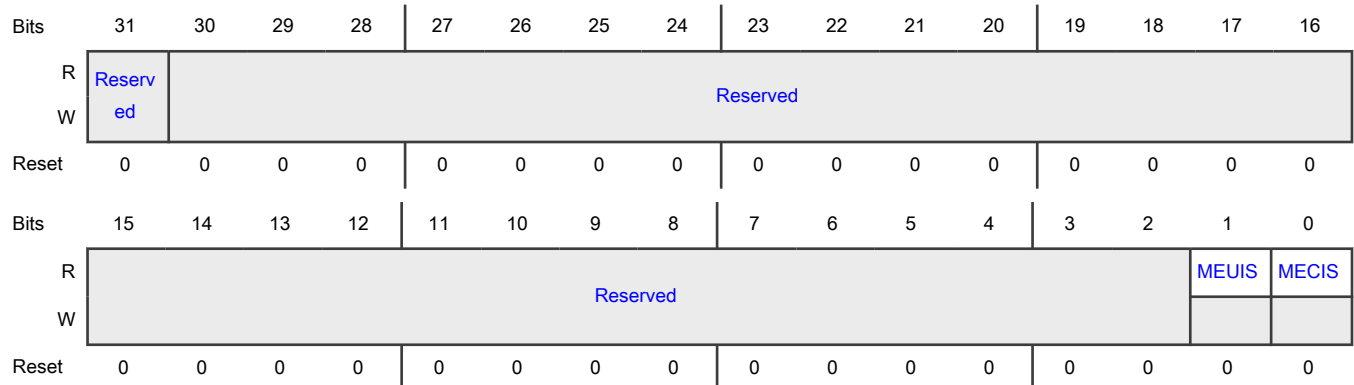 Bits 31 30 29 28 27 26 25 24 23 22 21 20 19 18 17 16
R
Reserv
ed
Reserved
W
Reset 0 0 0 0 0 0 0 0 0 0 0 0 0 0 0 0
Bits 15 14 13 12 11 10 9 8 7 6 5 4 3 2 1 0
R MEUIS MECIS
Reserved
W
Reset 0 0 0 0 0 0 0 0 0 0 0 0 0 0 0 0